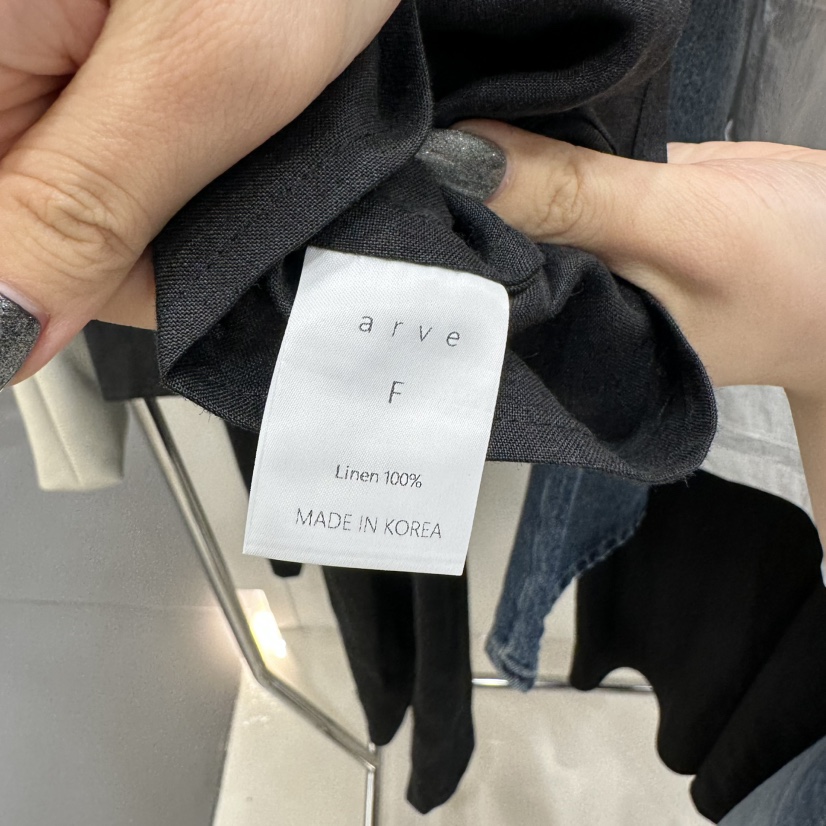 arve
F
Linen 100%
MADE IN KOREA